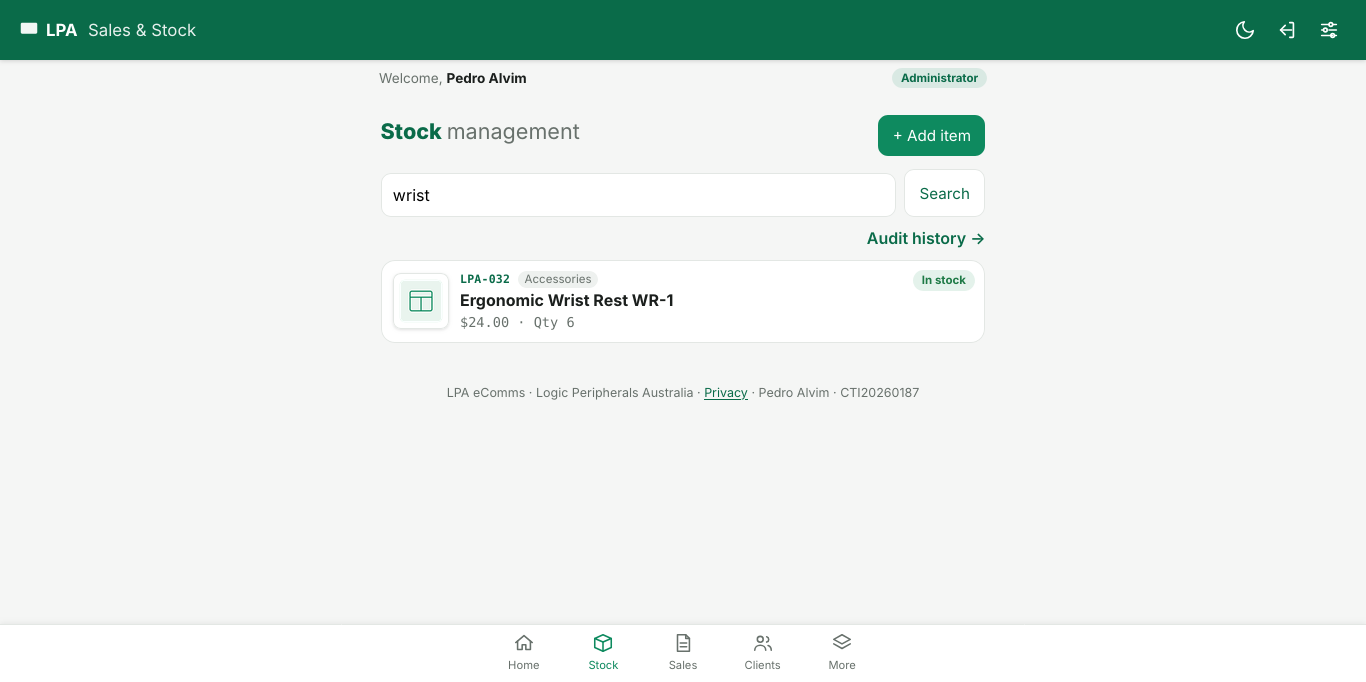 LPA Sales & Stock
Welcome, Pedro Alvim
Administrator
Stock management
+ Add item
wrist
Search
Audit history →
LPA-032 Accessories
In stock
Ergonomic Wrist Rest WR-1
$24.00 · Qty 6
LPA eComms · Logic Peripherals Australia · Privacy · Pedro Alvim · CTI20260187
Home
Stock
Sales
Clients
More